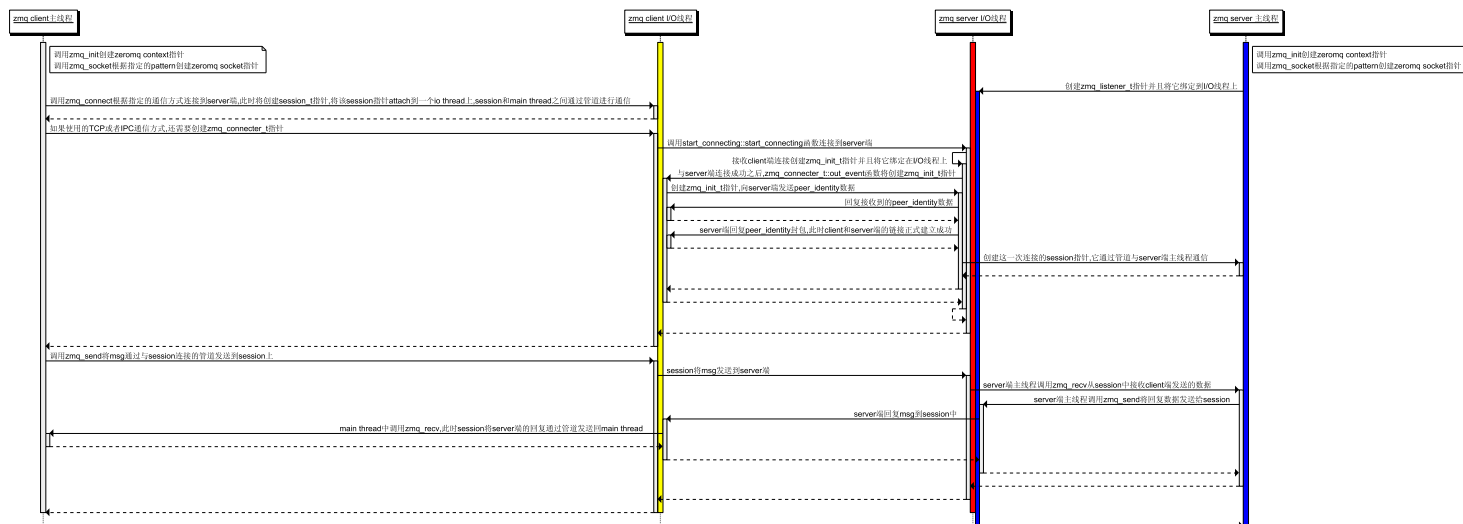 zmq client主线程
zmq client I/O线程
zmq server I/O线程
zmq server 主线程
调用zmq_init创建zeromq context指针
调用zmq_socket根据指定的pattern创建zeromq socket指针
调用zmq_init创建zeromq context指针
调用zmq_socket根据指定的pattern创建zeromq socket指针
创建zmq_listener_t指针并且将它绑定到I/O线程上
调用zmq_connect根据指定的通信方式连接到server端,此时将创建session_t指针,将该session指针attach到一个io thread上,session和main thread之间通过管道进行通信
如果使用的TCP或者IPC通信方式,还需要创建zmq_connecter_t指针
调用start_connecting::start_connecting函数连接到server端
接收client端连接创建zmq_init_t指针并且将它绑定在I/O线程上
与server端连接成功之后,zmq_connecter_t::out_event函数将创建zmq_init_t指针
创建zmq_init_t指针,向server端发送peer_identity数据
回复接收到的peer_identity数据
server端回复peer_identity封包,此时client和server端的链接正式建立成功
创建这一次连接的session指针,它通过管道与server端主线程通信
调用zmq_send将msg通过与session连接的管道发送到session上
session将msg发送到server端
server端主线程调用zmq_recv从session中接收client端发送的数据
server端主线程调用zmq_send将回复数据发送给session
server端回复msg到session中
main thread中调用zmq_recv,此时session将server端的回复通过管道发送回main thread